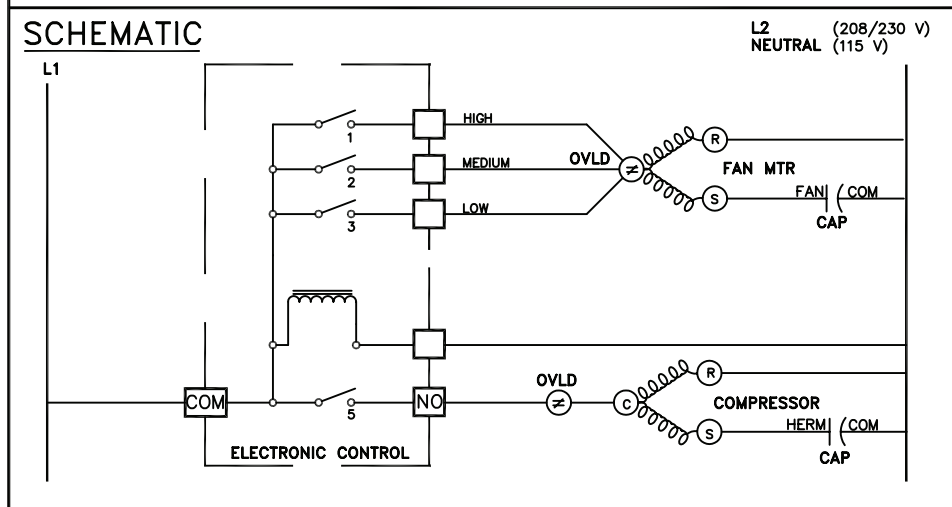 SCHEMATIC
L2 (208/230 V)
NEUTRAL (115 V)
L1
1
HIGH
2
MEDIUM
OVLD
≠
R
FAN MTR
3
LOW
S
FAN
COM
CAP
COM
5
NO
OVLD
≠
C
R
COMPRESSOR
S
HERM
COM
CAP
ELECTRONIC CONTROL